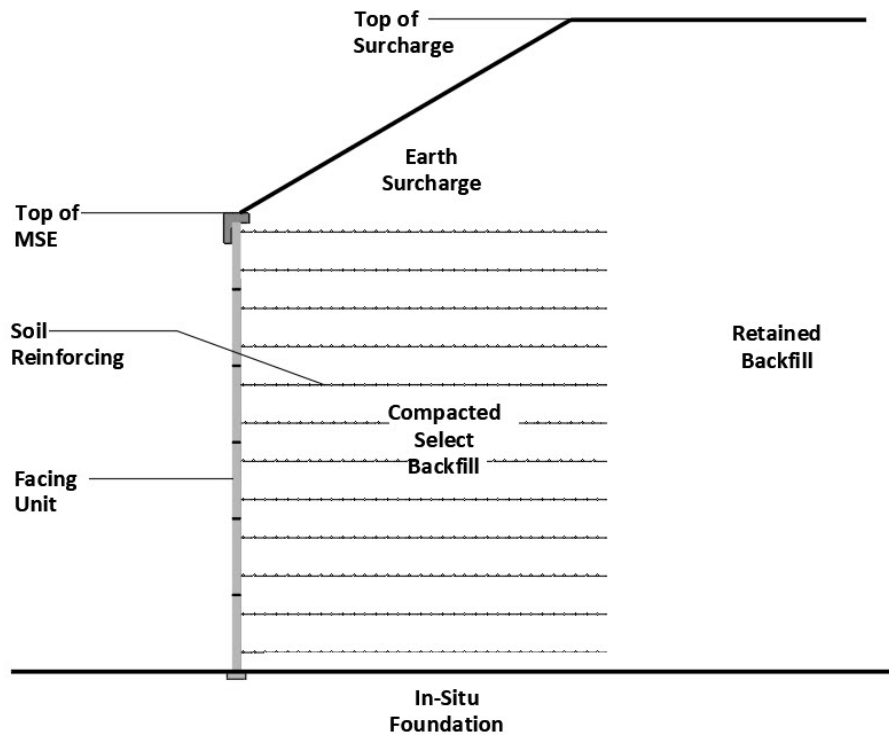 Top of
Surcharge
Earth
Surcharge
Top of
MSE
Soil
Reinforcing
Retained
Backfill
Compacted
Select
Backfill
Facing
Unit
In-Situ
Foundation